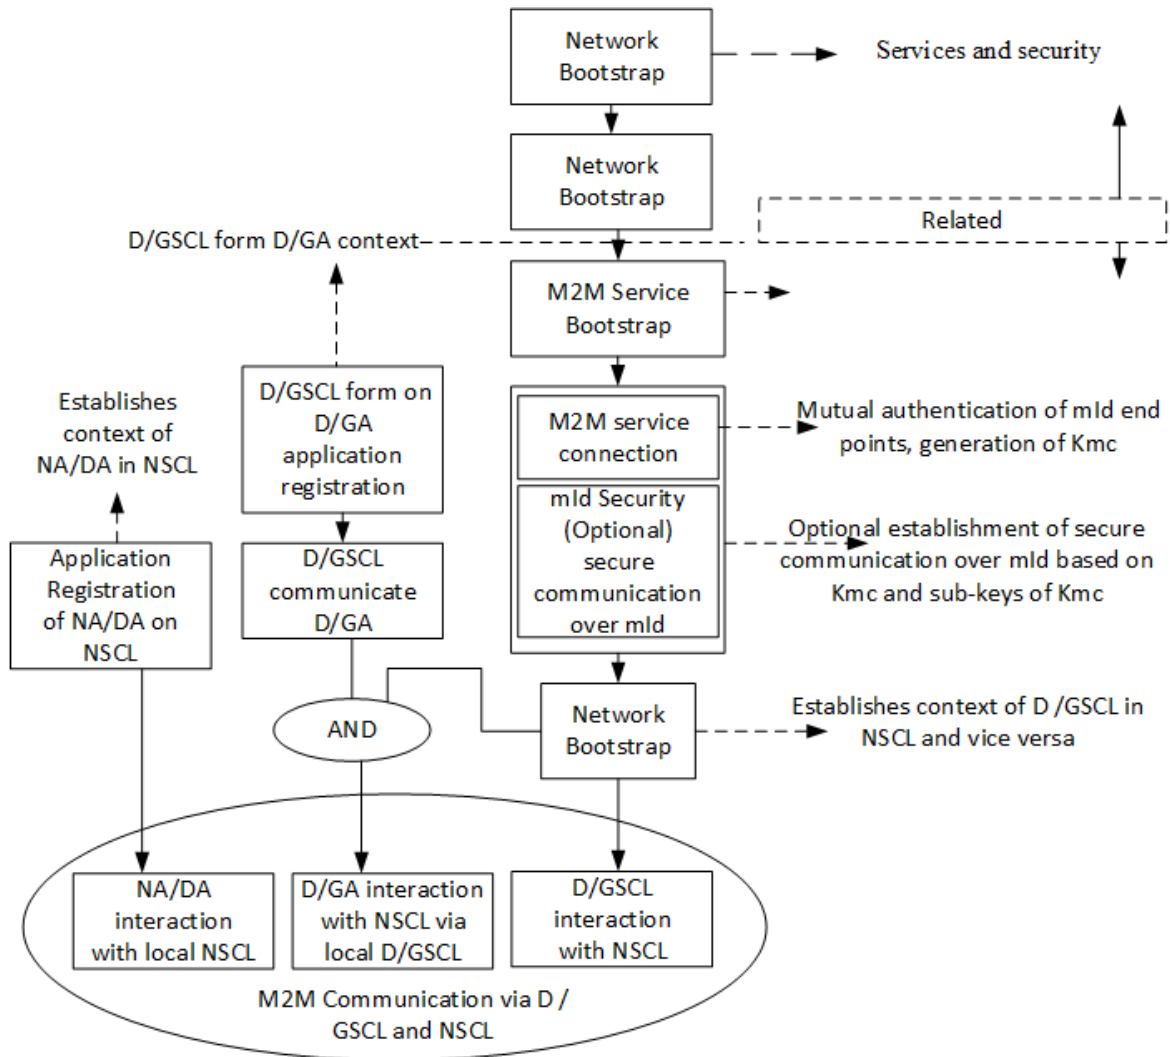 Network
Bootstrap
Services and security
Network
Bootstrap
Related
D/GSCL form D/GA context
M2M Service
Bootstrap
D/GSCL form on
D/GA
application
registration
Establishes
context of
NA/DA in NSCL
M2M service
connection
Mutual authentication of mId end
points, generation of Kmc
mId Security
(Optional)
secure
communication
over mId
Optional establishment of secure
communication over mId based on
Kmc and sub-keys of Kmc
Application
Registration
of NA/DA on
NSCL
D/GSCL
communicate
D/GA
AND
Network
Bootstrap
Establishes context of D /GSCL in
NSCL and vice versa
NA/DA
interaction
with local NSCL
D/GA interaction
with NSCL via
local D/GSCL
D/GSCL
interaction
with NSCL
M2M Communication via D /
GSCL and NSCL